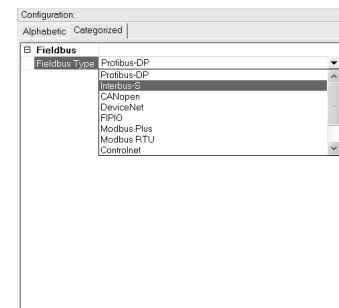 Configuration:
Alphabetic Categorized
Fieldbus
Fieldbus Type Profibus-DP
Profibus-DP
Interbus-S
CANopen
DeviceNet
FIPIO
Modbus Plus
Modbus RTU
Controlnet